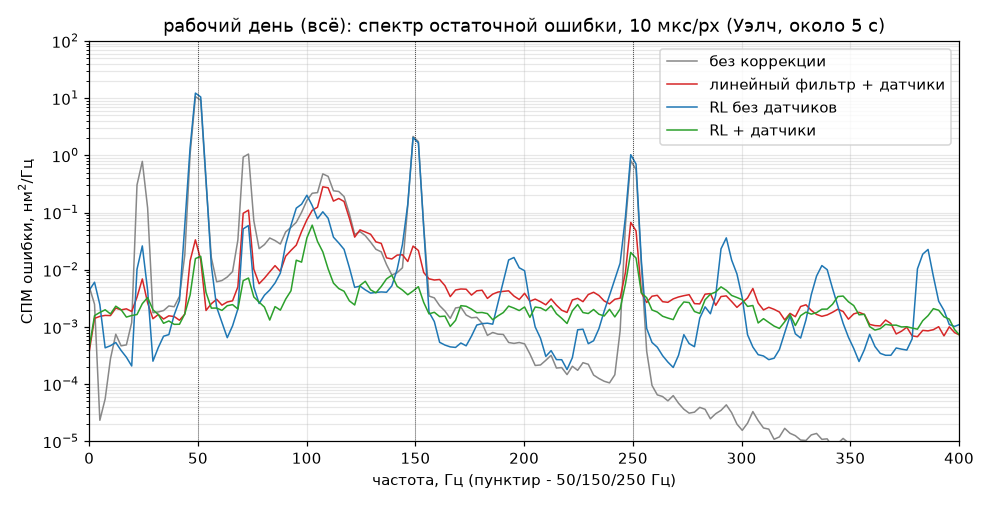 рабочий день (всё): спектр остаточной ошибки, 10 мкс/px (Уэлч, около 5 с)
СПМ ошибки, нм²/Гц
10²
10¹
10⁰
10⁻¹
10⁻²
10⁻³
10⁻⁴
10⁻⁵
без коррекции
линейный фильтр + датчики
RL без датчиков
RL + датчики
0 50 100 150 200 250 300 350 400
частота, Гц (пунктир - 50/150/250 Гц)